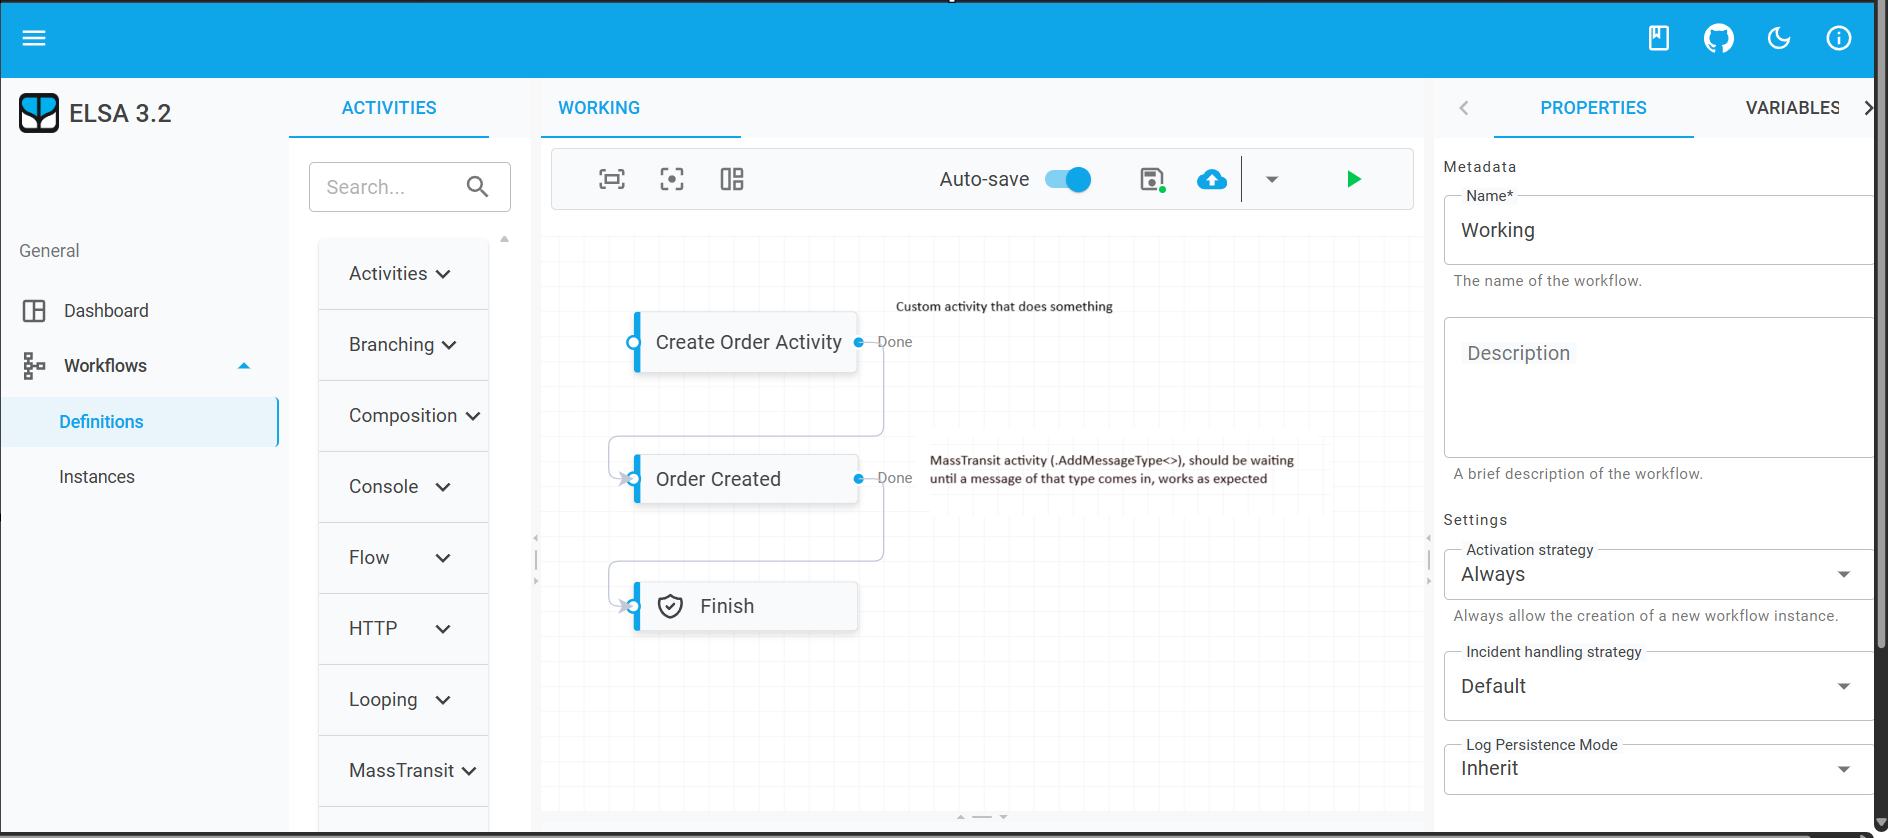 ELSA 3.2
General
Dashboard
Workflows
Definitions
Instances
ACTIVITIES
Search...
Activities
Branching
Composition
Console
Flow
HTTP
Looping
MassTransit
WORKING
Auto-save
Custom activity that does something
Create Order Activity
Done
MassTransit activity (.AddMessageType<>), should be waiting
until a message of that type comes in, works as expected
Order Created
Done
Finish
PROPERTIES
VARIABLES
Metadata
Name*
Working
The name of the workflow.
Description
A brief description of the workflow.
Settings
Activation strategy
Always
Always allow the creation of a new workflow instance.
Incident handling strategy
Default
Log Persistence Mode
Inherit